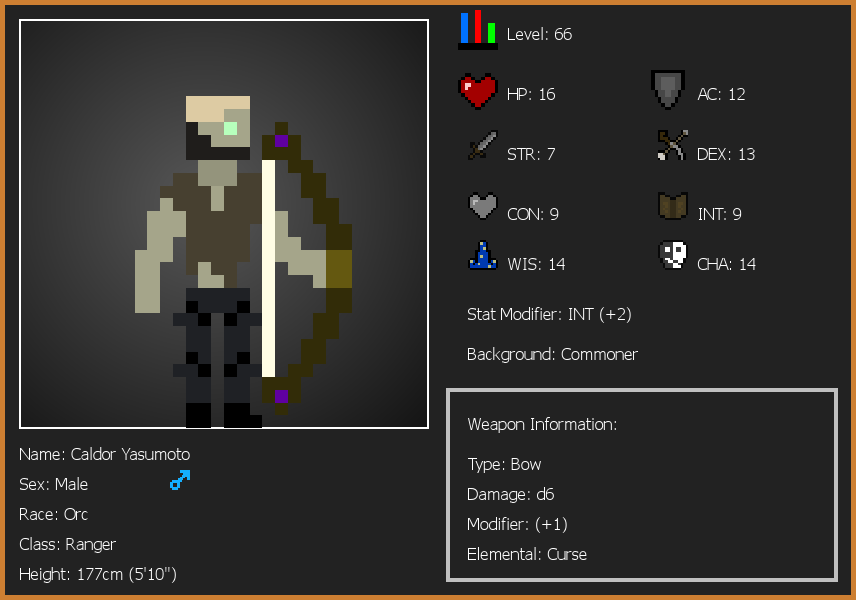 Level: 66
HP: 16
AC: 12
STR: 7
DEX: 13
CON: 9
INT: 9
WIS: 14
CHA: 14
Stat Modifier: INT (+2)
Background: Commoner
Weapon Information:
Type: Bow
Damage: d6
Modifier: (+1)
Elemental: Curse
Name: Caldor Yasumoto
Sex: Male
Race: Orc
Class: Ranger
Height: 177cm (5'10")